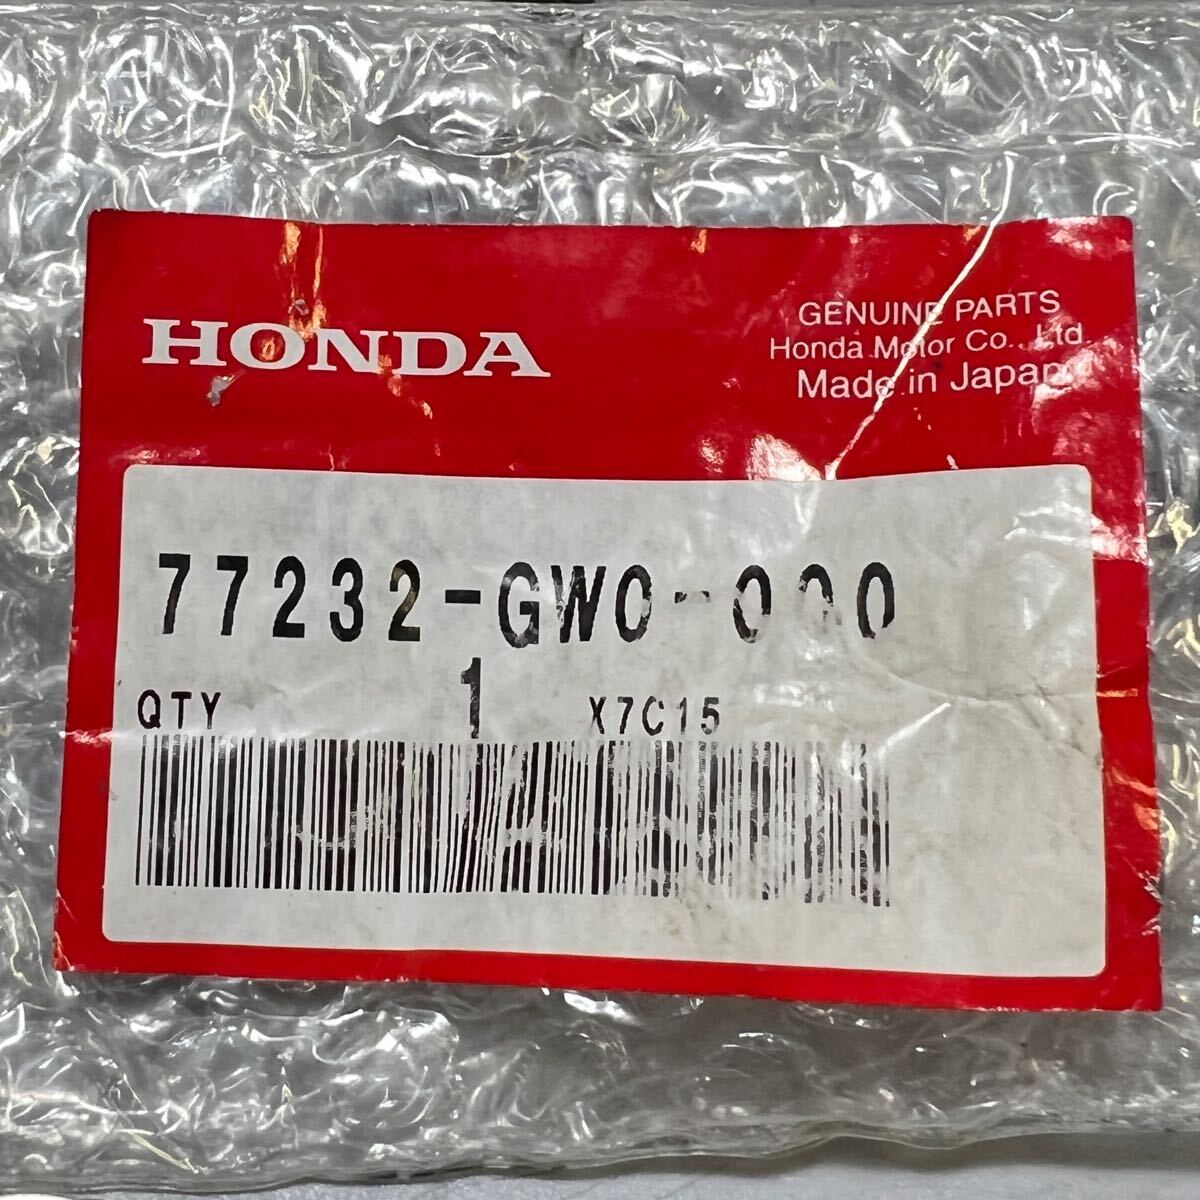 HONDA
GENUINE PARTS
Honda Motor Co., Ltd.
Made in Japan
77232-GW0-000
QTY 1 X7C15